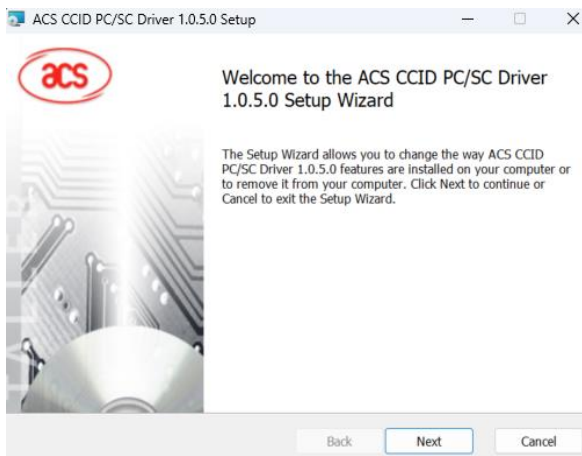 ACS CCID PC/SC Driver 1.0.5.0 Setup
acs
Welcome to the ACS CCID PC/SC Driver
1.0.5.0 Setup Wizard
The Setup Wizard allows you to change the way ACS CCID
PC/SC Driver 1.0.5.0 features are installed on your computer or
to remove it from your computer. Click Next to continue or
Cancel to exit the Setup Wizard.
Back Next Cancel